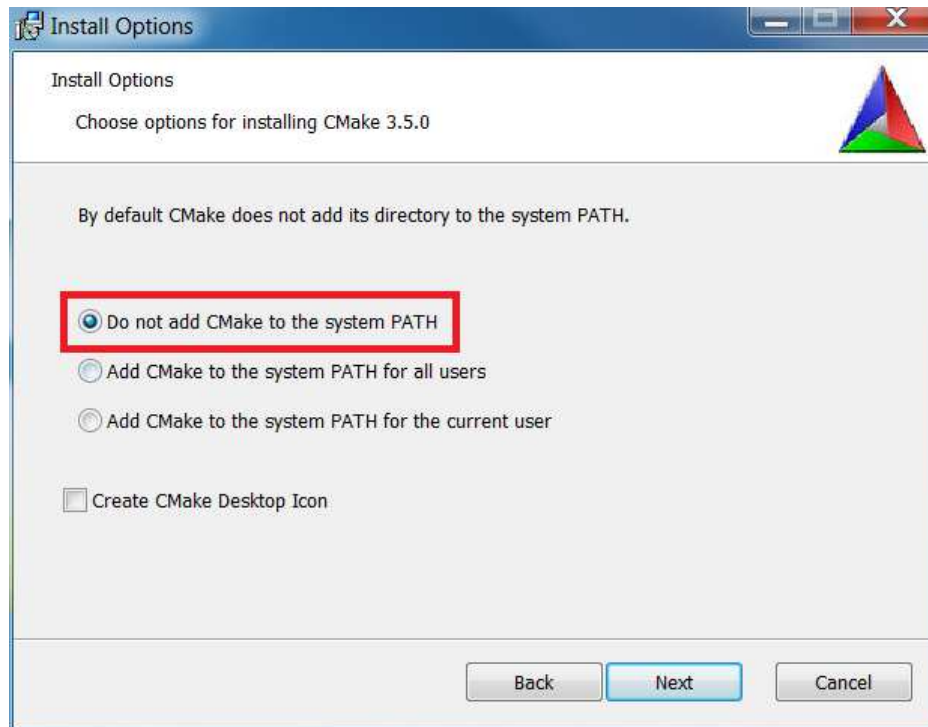 Install Options
Install Options
Choose options for installing CMake 3.5.0
By default CMake does not add its directory to the system PATH.
Do not add CMake to the system PATH
Add CMake to the system PATH for all users
Add CMake to the system PATH for the current user
Create CMake Desktop Icon
Back Next Cancel